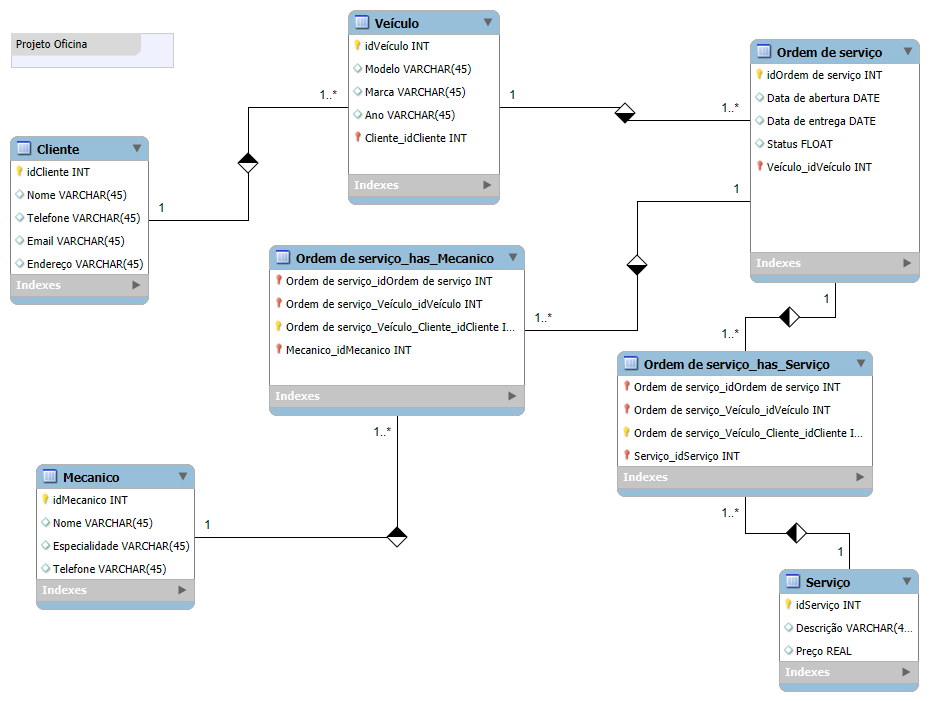 Projeto Oficina
Veículo
idVeículo INT
Modelo VARCHAR(45)
Marca VARCHAR(45)
Ano VARCHAR(45)
Cliente_idCliente INT
Indexes
1..*
1
1..*
Ordem de serviço
idOrdem de serviço INT
Data de abertura DATE
Data de entrega DATE
Status FLOAT
Veículo_idVeículo INT
Indexes
Cliente
idCliente INT
Nome VARCHAR(45)
Telefone VARCHAR(45)
Email VARCHAR(45)
Endereço VARCHAR(45)
Indexes
1
1
1
Ordem de serviço_has_Mecanico
Ordem de serviço_idOrdem de serviço INT
Ordem de serviço_Veículo_idVeículo INT
Ordem de serviço_Veículo_Cliente_idCliente I...
Mecanico_idMecanico INT
Indexes
1..*
1..*
1..*
Ordem de serviço_has_Serviço
Ordem de serviço_idOrdem de serviço INT
Ordem de serviço_Veículo_idVeículo INT
Ordem de serviço_Veículo_Cliente_idCliente I...
Serviço_idServiço INT
Indexes
Mecanico
idMecanico INT
Nome VARCHAR(45)
Especialidade VARCHAR(45)
Telefone VARCHAR(45)
Indexes
1
1..*
1
Serviço
idServiço INT
Descrição VARCHAR(4...
Preço REAL
Indexes